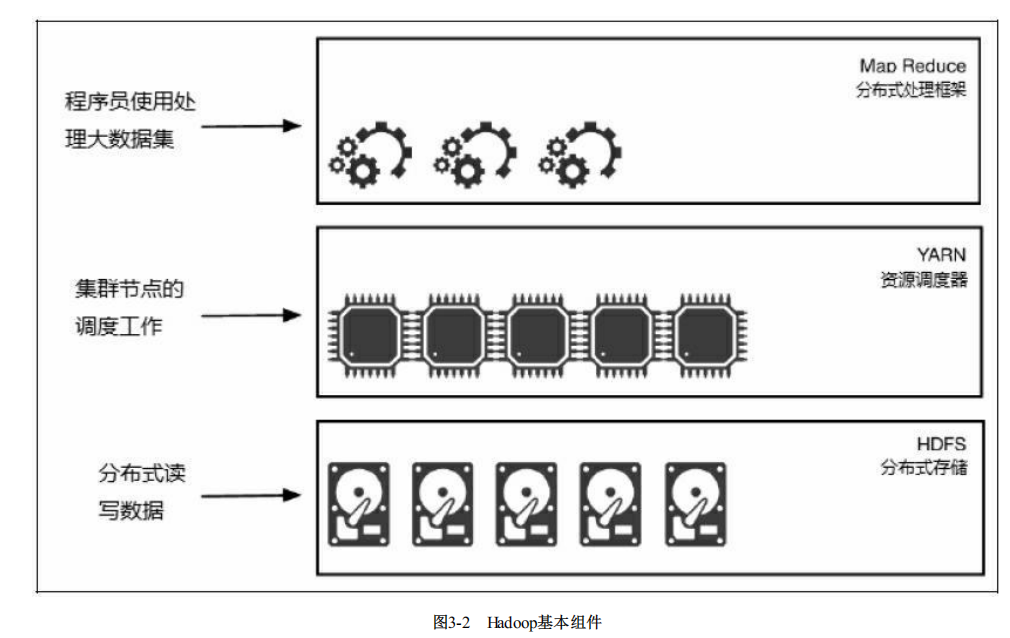 程序员使用处
理大数据集
Map Reduce
分布式处理框架
集群节点的
调度工作
YARN
资源调度器
分布式读
写数据
HDFS
分布式存储
图3-2 Hadoop基本组件